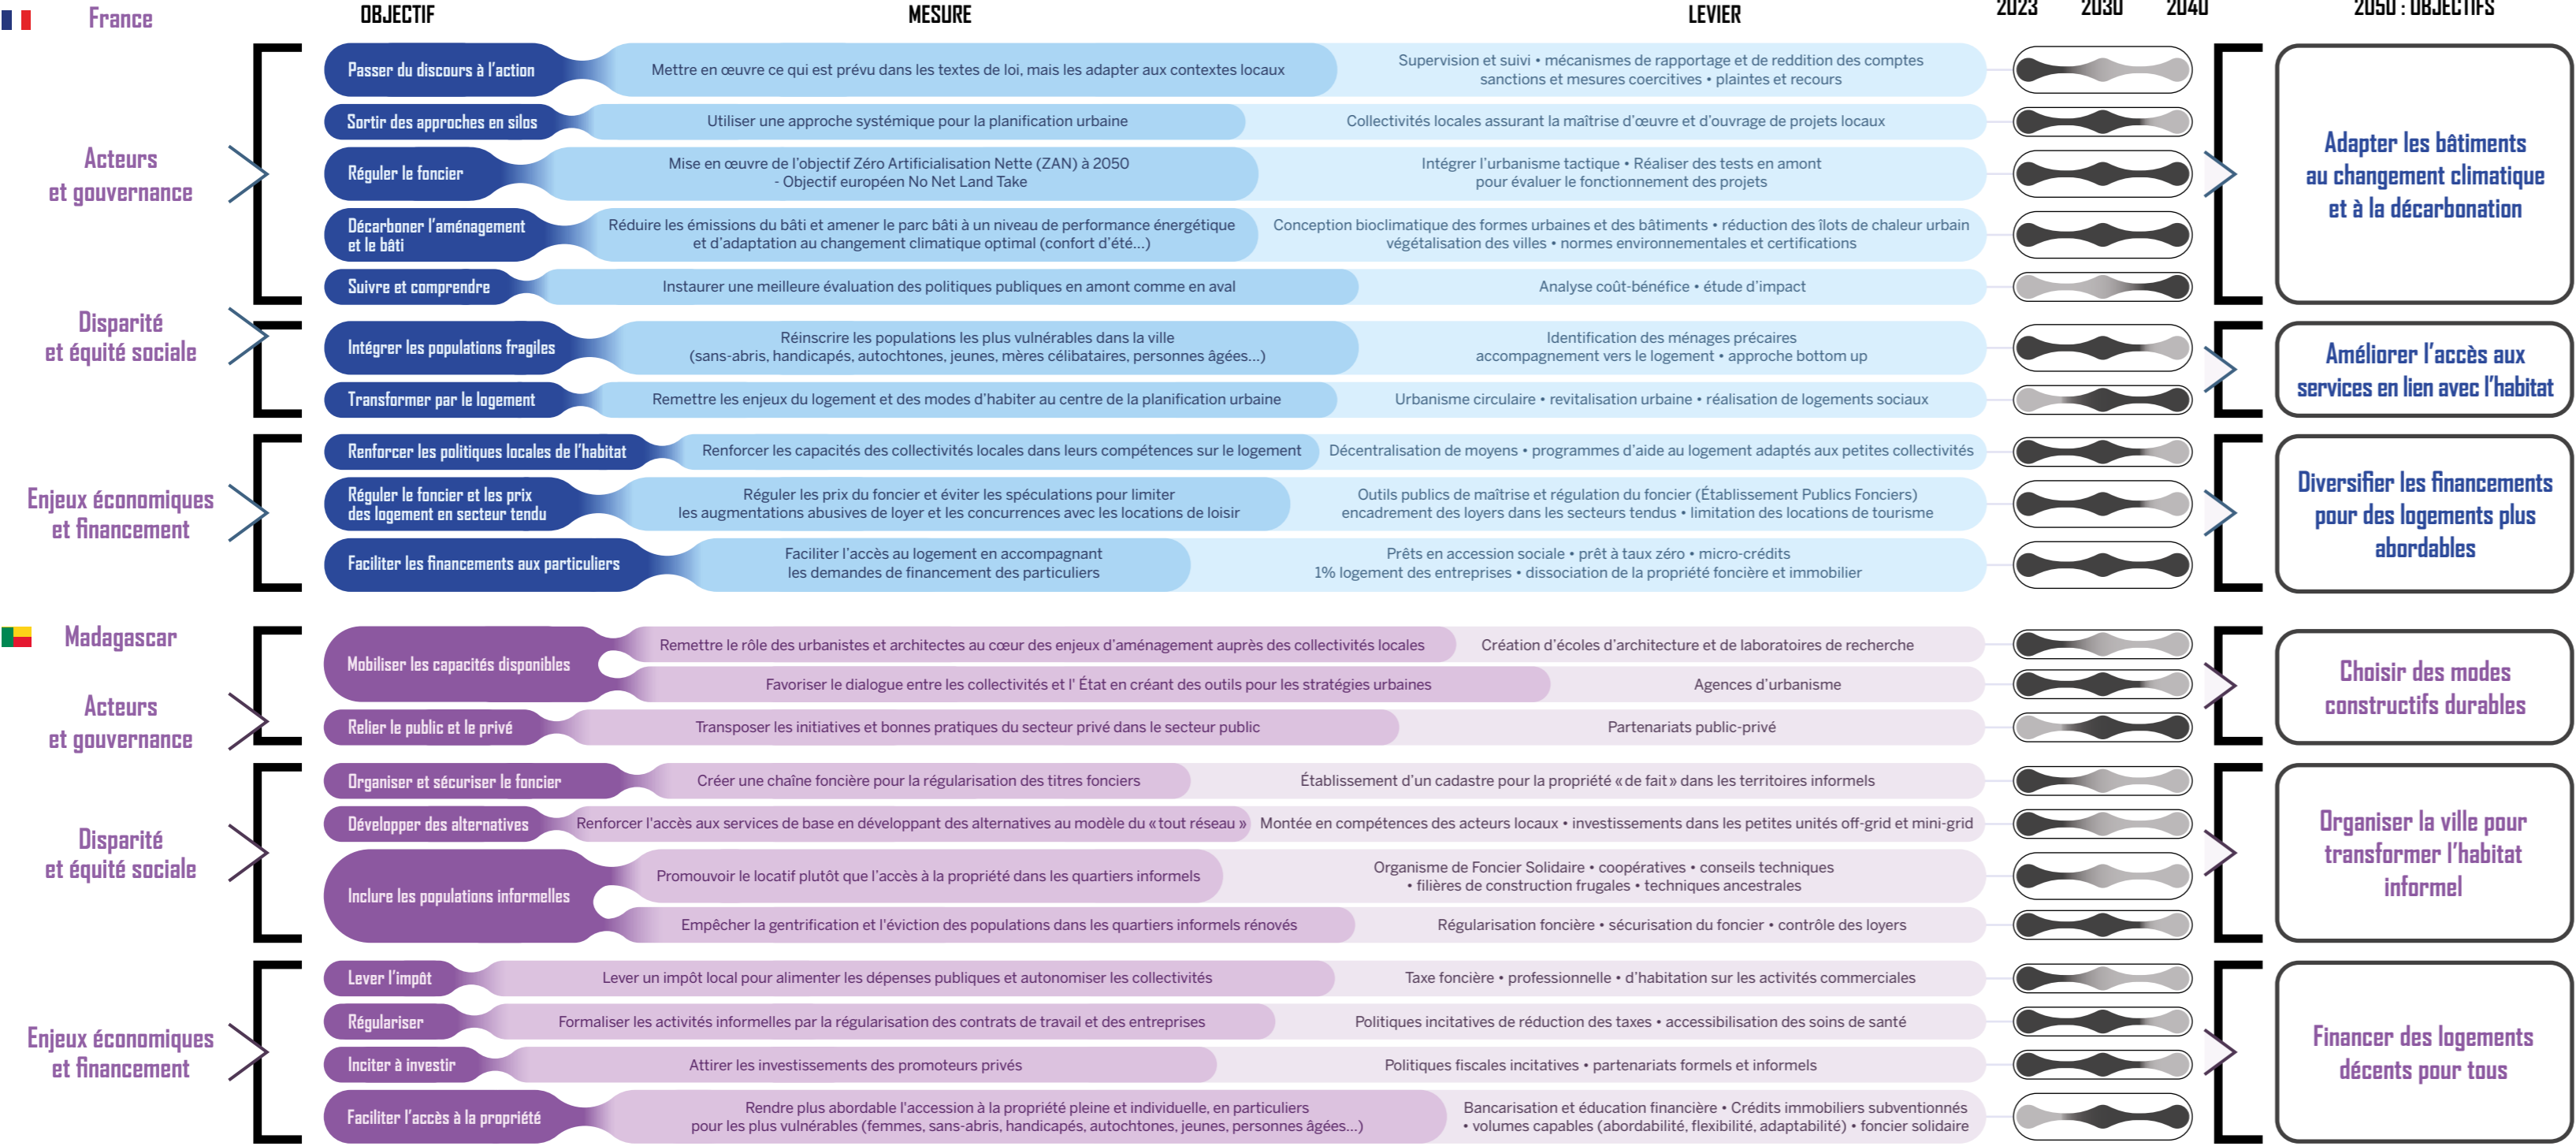 France
OBJECTIF
MESURE
LEVIER
2023
2030
2040
2050 : OBJECTIFS
Acteurs
et gouvernance
Passer du discours à l'action
Mettre en œuvre ce qui est prévu dans les textes de loi, mais les adapter aux contextes locaux
Supervision et suivi • mécanismes de rapportage et de reddition des comptes
sanctions et mesures coercitives • plaintes et recours
Sortir des approches en silos
Utiliser une approche systémique pour la planification urbaine
Collectivités locales assurant la maîtrise d'œuvre et d'ouvrage de projets locaux
Réguler le foncier
Mise en œuvre de l'objectif Zéro Artificialisation Nette (ZAN) à 2050
- Objectif européen No Net Land Take
Intégrer l'urbanisme tactique • Réaliser des tests en amont
pour évaluer le fonctionnement des projets
Décarboner l'aménagement
et le bâti
Réduire les émissions du bâti et amener le parc bâti à un niveau de performance énergétique
et d'adaptation au changement climatique optimal (confort d'été...)
Conception bioclimatique des formes urbaines et des bâtiments • réduction des îlots de chaleur urbain
végétalisation des villes • normes environnementales et certifications
Suivre et comprendre
Instaurer une meilleure évaluation des politiques publiques en amont comme en aval
Analyse coût-bénéfice • étude d'impact
Adapter les bâtiments
au changement climatique
et à la décarbonation
Disparité
et équité sociale
Intégrer les populations fragiles
Réinscrire les populations les plus vulnérables dans la ville
(sans-abris, handicapés, autochtones, jeunes, mères célibataires, personnes âgées...)
Identification des ménages précaires
accompagnement vers le logement • approche bottom up
Transformer par le logement
Remettre les enjeux du logement et des modes d'habiter au centre de la planification urbaine
Urbanisme circulaire • revitalisation urbaine • réalisation de logements sociaux
Améliorer l'accès aux
services en lien avec l'habitat
Enjeux économiques
et financement
Renforcer les politiques locales de l'habitat
Renforcer les capacités des collectivités locales dans leurs compétences sur le logement
Décentralisation de moyens • programmes d'aide au logement adaptés aux petites collectivités
Réguler le foncier et les prix
des logement en secteur tendu
Réguler les prix du foncier et éviter les spéculations pour limiter
les augmentations abusives de loyer et les concurrences avec les locations de loisir
Outils publics de maîtrise et régulation du foncier (Établissement Publics Fonciers)
encadrement des loyers dans les secteurs tendus • limitation des locations de tourisme
Faciliter les financements aux particuliers
Faciliter l'accès au logement en accompagnant
les demandes de financement des particuliers
Prêts en accession sociale • prêt à taux zéro • micro-crédits
1% logement des entreprises • dissociation de la propriété foncière et immobilier
Diversifier les financements
pour des logements plus
abordables
Madagascar
Acteurs
et gouvernance
Mobiliser les capacités disponibles
Remettre le rôle des urbanistes et architectes au cœur des enjeux d'aménagement auprès des collectivités locales
Création d'écoles d'architecture et de laboratoires de recherche
Favoriser le dialogue entre les collectivités et l' État en créant des outils pour les stratégies urbaines
Agences d'urbanisme
Relier le public et le privé
Transposer les initiatives et bonnes pratiques du secteur privé dans le secteur public
Partenariats public-privé
Choisir des modes
constructifs durables
Disparité
et équité sociale
Organiser et sécuriser le foncier
Créer une chaîne foncière pour la régularisation des titres fonciers
Établissement d'un cadastre pour la propriété « de fait » dans les territoires informels
Développer des alternatives
Renforcer l'accès aux services de base en développant des alternatives au modèle du « tout réseau »
Montée en compétences des acteurs locaux • investissements dans les petites unités off-grid et mini-grid
Inclure les populations informelles
Promouvoir le locatif plutôt que l'accès à la propriété dans les quartiers informels
Organisme de Foncier Solidaire • coopératives • conseils techniques
• filières de construction frugales • techniques ancestrales
Empêcher la gentrification et l'éviction des populations dans les quartiers informels rénovés
Régularisation foncière • sécurisation du foncier • contrôle des loyers
Organiser la ville pour
transformer l'habitat
informel
Enjeux économiques
et financement
Lever l'impôt
Lever un impôt local pour alimenter les dépenses publiques et autonomiser les collectivités
Taxe foncière • professionnelle • d'habitation sur les activités commerciales
Régulariser
Formaliser les activités informelles par la régularisation des contrats de travail et des entreprises
Politiques incitatives de réduction des taxes • accessibilisation des soins de santé
Inciter à investir
Attirer les investissements des promoteurs privés
Politiques fiscales incitatives • partenariats formels et informels
Faciliter l'accès à la propriété
Rendre plus abordable l'accession à la propriété pleine et individuelle, en particuliers
pour les plus vulnérables (femmes, sans-abris, handicapés, autochtones, jeunes, personnes âgées...)
Bancarisation et éducation financière • Crédits immobiliers subventionnés
• volumes capables (abordabilité, flexibilité, adaptabilité) • foncier solidaire
Financer des logements
décents pour tous